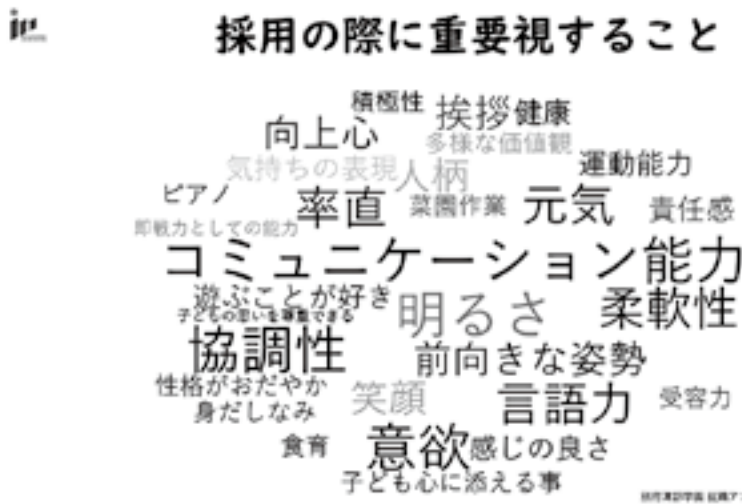 採用の際に重要視すること
積極性
挨拶
健康
向上心
多様な価値観
気持ちの表現
人柄
運動能力
ピアノ
率直
菜園作業
元気
責任感
即戦力としての能力
コミュニケーション能力
遊ぶことが好き
子どもの思いを尊重できる
明るさ
柔軟性
協調性
前向きな姿勢
性格がおだやか
身だしなみ
笑顔
言語力
受容力
食育
意欲
感じの良さ
子ども心に添える事